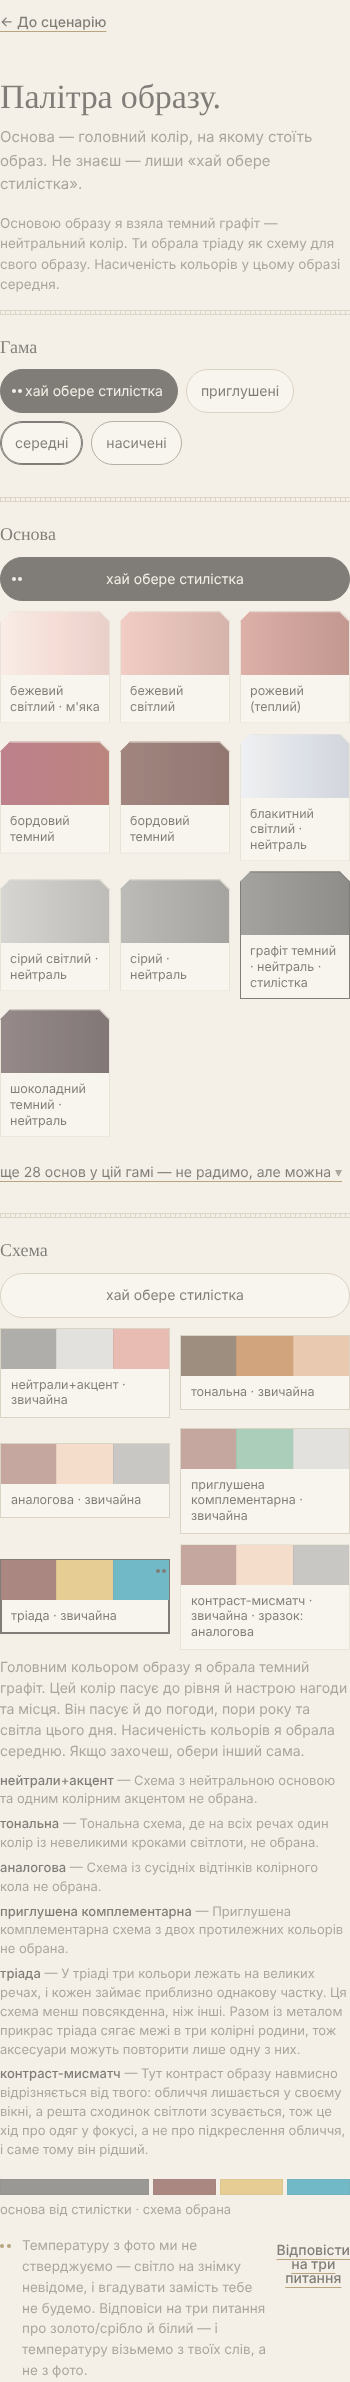 ← До сценарію
Палітра образу.
Основа — головний колір, на якому стоїть
образ. Не знаєш — лиши «хай обере
стилістка».
Основою образу я взяла темний графіт —
нейтральний колір. Ти обрала тріаду як схему для
свого образу. Насиченість кольорів у цьому образі
середня.
Гама
хай обере стилістка
приглушені
середні
насичені
Основа
хай обере стилістка
бежевий
світлий · м'яка
бежевий
світлий
рожевий
(теплий)
бордовий
темний
бордовий
темний
блакитний
світлий ·
нейтраль
сірий світлий ·
нейтраль
сірий ·
нейтраль
графіт темний
· нейтраль ·
стилістка
шоколадний
темний ·
нейтраль
ще 28 основ у цій гамі — не радимо, але можна ▾
Схема
хай обере стилістка
нейтрали+акцент ·
звичайна
тональна · звичайна
аналогова · звичайна
приглушена
комплементарна ·
звичайна
тріада · звичайна
контраст-мисматч ·
звичайна · зразок:
аналогова
Головним кольором образу я обрала темний
графіт. Цей колір пасує до рівня й настрою нагоди
та місця. Він пасує й до погоди, пори року та
світла цього дня. Насиченість кольорів я обрала
середню. Якщо захочеш, обери інший сама.
нейтрали+акцент — Схема з нейтральною основою
та одним колірним акцентом не обрана.
тональна — Тональна схема, де на всіх речах один
колір із невеликими кроками світлоти, не обрана.
аналогова — Схема із сусідніх відтінків колірного
кола не обрана.
приглушена комплементарна — Приглушена
комплементарна схема з двох протилежних кольорів
не обрана.
тріада — У тріаді три кольори лежать на великих
речах, і кожен займає приблизно однакову частку. Ця
схема менш повсякденна, ніж інші. Разом із металом
прикрас тріада сягає межі в три колірні родини, тож
аксесуари можуть повторити лише одну з них.
контраст-мисматч — Тут контраст образу навмисно
відрізняється від твого: обличчя лишається у своєму
вікні, а решта сходинок світлоти зсувається, тож це
хід про одяг у фокусі, а не про підкреслення обличчя,
і саме тому він рідший.
основа від стилістки · схема обрана
Температуру з фото ми не
стверджуємо — світло на знімку
невідоме, і вгадувати замість тебе
не будемо. Відповіси на три питання
про золото/срібло й білий — і
температуру візьмемо з твоїх слів, а
не з фото.
Відповісти
на три
питання